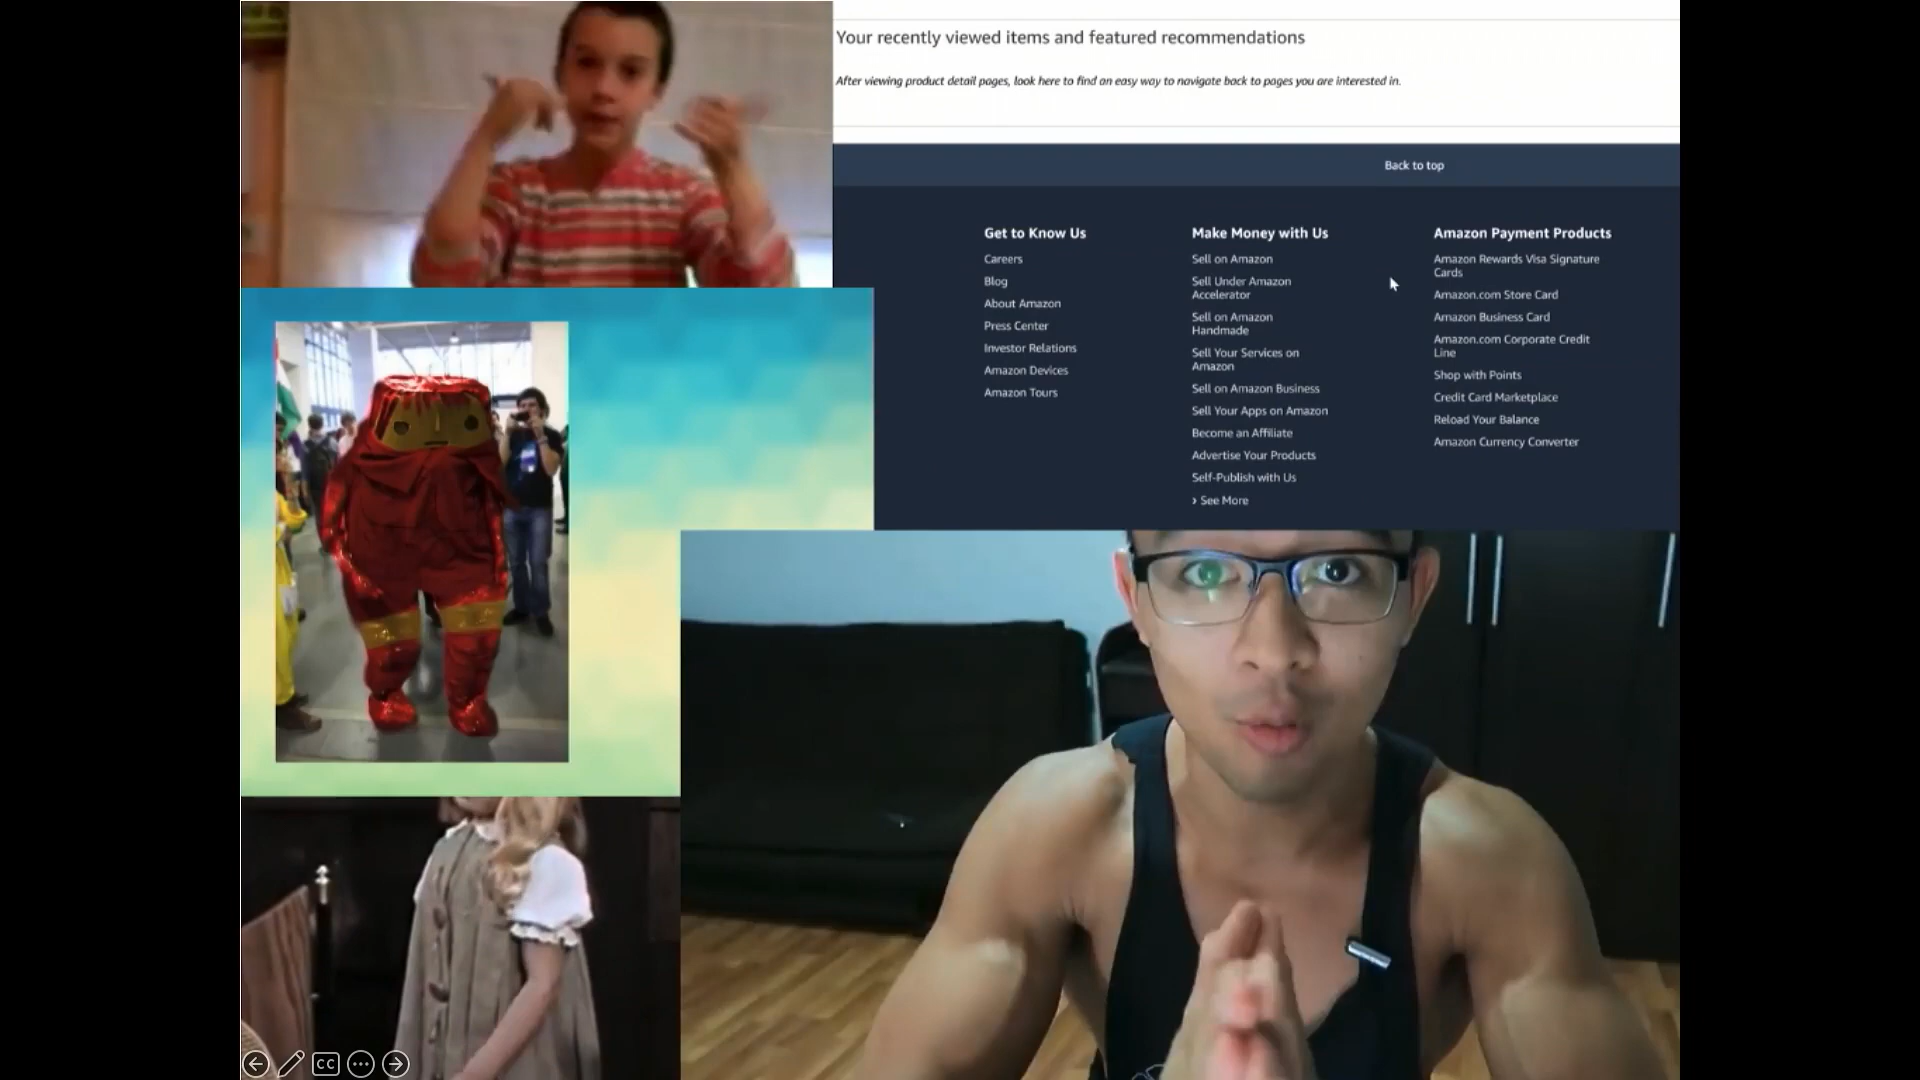 Your recently viewed items and featured recommendations
After viewing product detail pages, look here to find an easy way to navigate back to pages you are interested in.
Back to top
Get to Know Us
Careers
Blog
About Amazon
Press Center
Investor Relations
Amazon Devices
Amazon Tours
Make Money with Us
Sell on Amazon
Sell Under Amazon
Accelerator
Sell on Amazon
Handmade
Sell Your Services on
Amazon
Sell on Amazon Business
Sell Your Apps on Amazon
Become an Affiliate
Advertise Your Products
Self-Publish with Us
› See More
Amazon Payment Products
Amazon Rewards Visa Signature
Cards
Amazon.com Store Card
Amazon Business Card
Amazon.com Corporate Credit
Line
Shop with Points
Credit Card Marketplace
Reload Your Balance
Amazon Currency Converter
CC